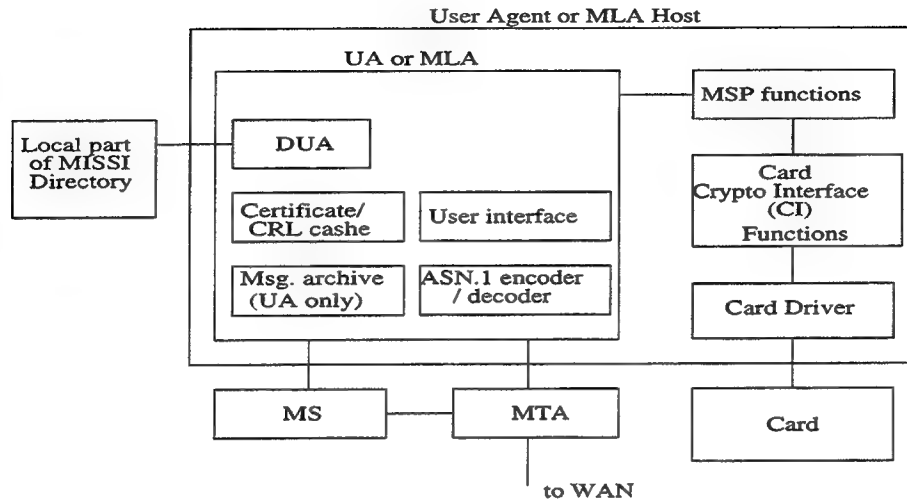 User Agent or MLA Host
UA or MLA
MSP functions
Local part
of MISSI
Directory
DUA
Card
Crypto Interface
(CI)
Functions
Certificate/
CRL cashe
User interface
Msg. archive
(UA only)
ASN.1 encoder
/ decoder
Card Driver
MS
MTA
Card
to WAN